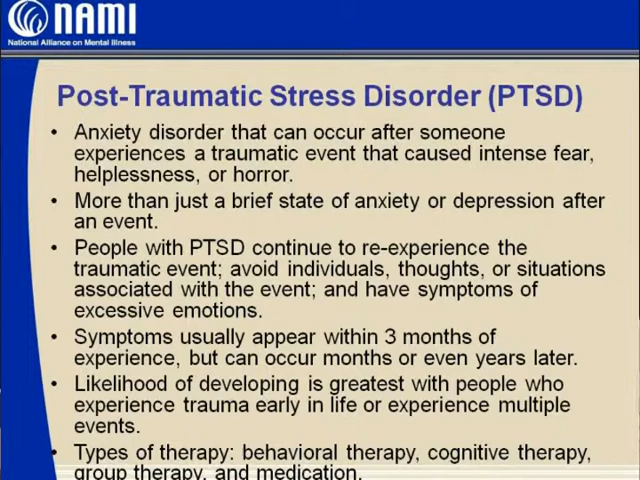 NAMI
National Alliance on Mental Illness
Post-Traumatic Stress Disorder (PTSD)
• Anxiety disorder that can occur after someone
experiences a traumatic event that caused intense fear,
helplessness, or horror.
• More than just a brief state of anxiety or depression after
an event.
• People with PTSD continue to re-experience the
traumatic event; avoid individuals, thoughts, or situations
associated with the event; and have symptoms of
excessive emotions.
• Symptoms usually appear within 3 months of
experience, but can occur months or even years later.
• Likelihood of developing is greatest with people who
experience trauma early in life or experience multiple
events.
• Types of therapy: behavioral therapy, cognitive therapy,
group therapy, and medication.